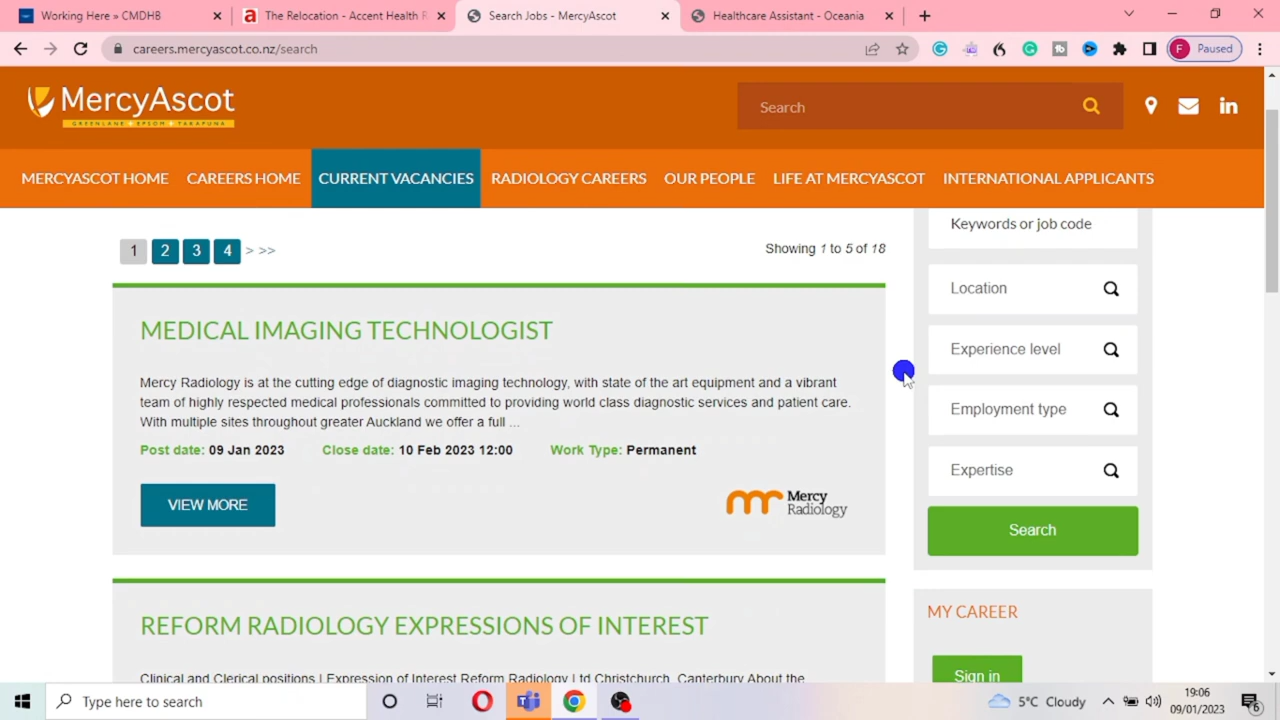 Working Here » CMDHB
The Relocation - Accent Health R
Search Jobs - MercyAscot
Healthcare Assistant - Oceania
careers.mercyascot.co.nz/search
F Paused
MercyAscot
GREENLANE EPSOM TAKAPUNA
Search
MERCYASCOT HOME CAREERS HOME CURRENT VACANCIES RADIOLOGY CAREERS OUR PEOPLE LIFE AT MERCYASCOT INTERNATIONAL APPLICANTS
1 2 3 4 > >>
Showing 1 to 5 of 18
MEDICAL IMAGING TECHNOLOGIST
Mercy Radiology is at the cutting edge of diagnostic imaging technology, with state of the art equipment and a vibrant
team of highly respected medical professionals committed to providing world class diagnostic services and patient care.
With multiple sites throughout greater Auckland we offer a full ...
Post date: 09 Jan 2023 Close date: 10 Feb 2023 12:00 Work Type: Permanent
VIEW MORE
Mercy
Radiology
REFORM RADIOLOGY EXPRESSIONS OF INTEREST
Clinical and Clerical positions | Expression of Interest Reform Radiology Ltd Christchurch, Canterbury About the
Keywords or job code
Location
Experience level
Employment type
Expertise
Search
MY CAREER
Sign in
Type here to search
5°C Cloudy
19:06
09/01/2023
6